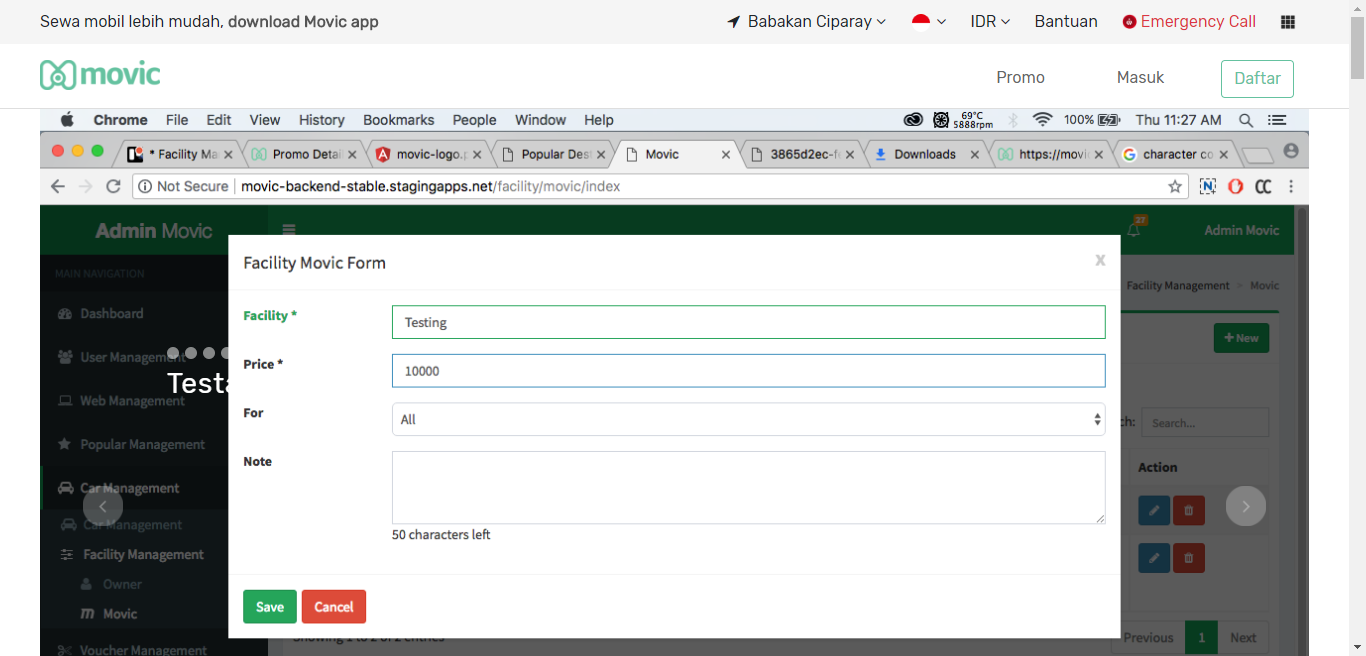 Sewa mobil lebih mudah, download Movic app
Babakan Ciparay
IDR
Bantuan
Emergency Call
movic
Promo
Masuk
Daftar
Chrome File Edit View History Bookmarks People Window Help
69°C
5888rpm
100%
Thu 11:27 AM
* Facility Ma
Promo Detail
movic-logo.p
Popular Dest
Movic
3865d2ec-f
Downloads
https://movi
character co
Not Secure
movic-backend-stable.stagingapps.net/facility/movic/index
Admin Movic
27
Admin Movic
MAIN NAVIGATION
Facility Management > Movic
Dashboard
User Management
Web Management
Popular Management
Car Management
Car Management
Facility Management
Owner
Movic
Voucher Management
Testa
Facility Movic Form
x
Facility *
Testing
Price *
10000
For
All
Note
50 characters left
Save
Cancel
+ New
ch:
Search...
Action
Showing 1 to 2 of 2 entries
Previous
1
Next